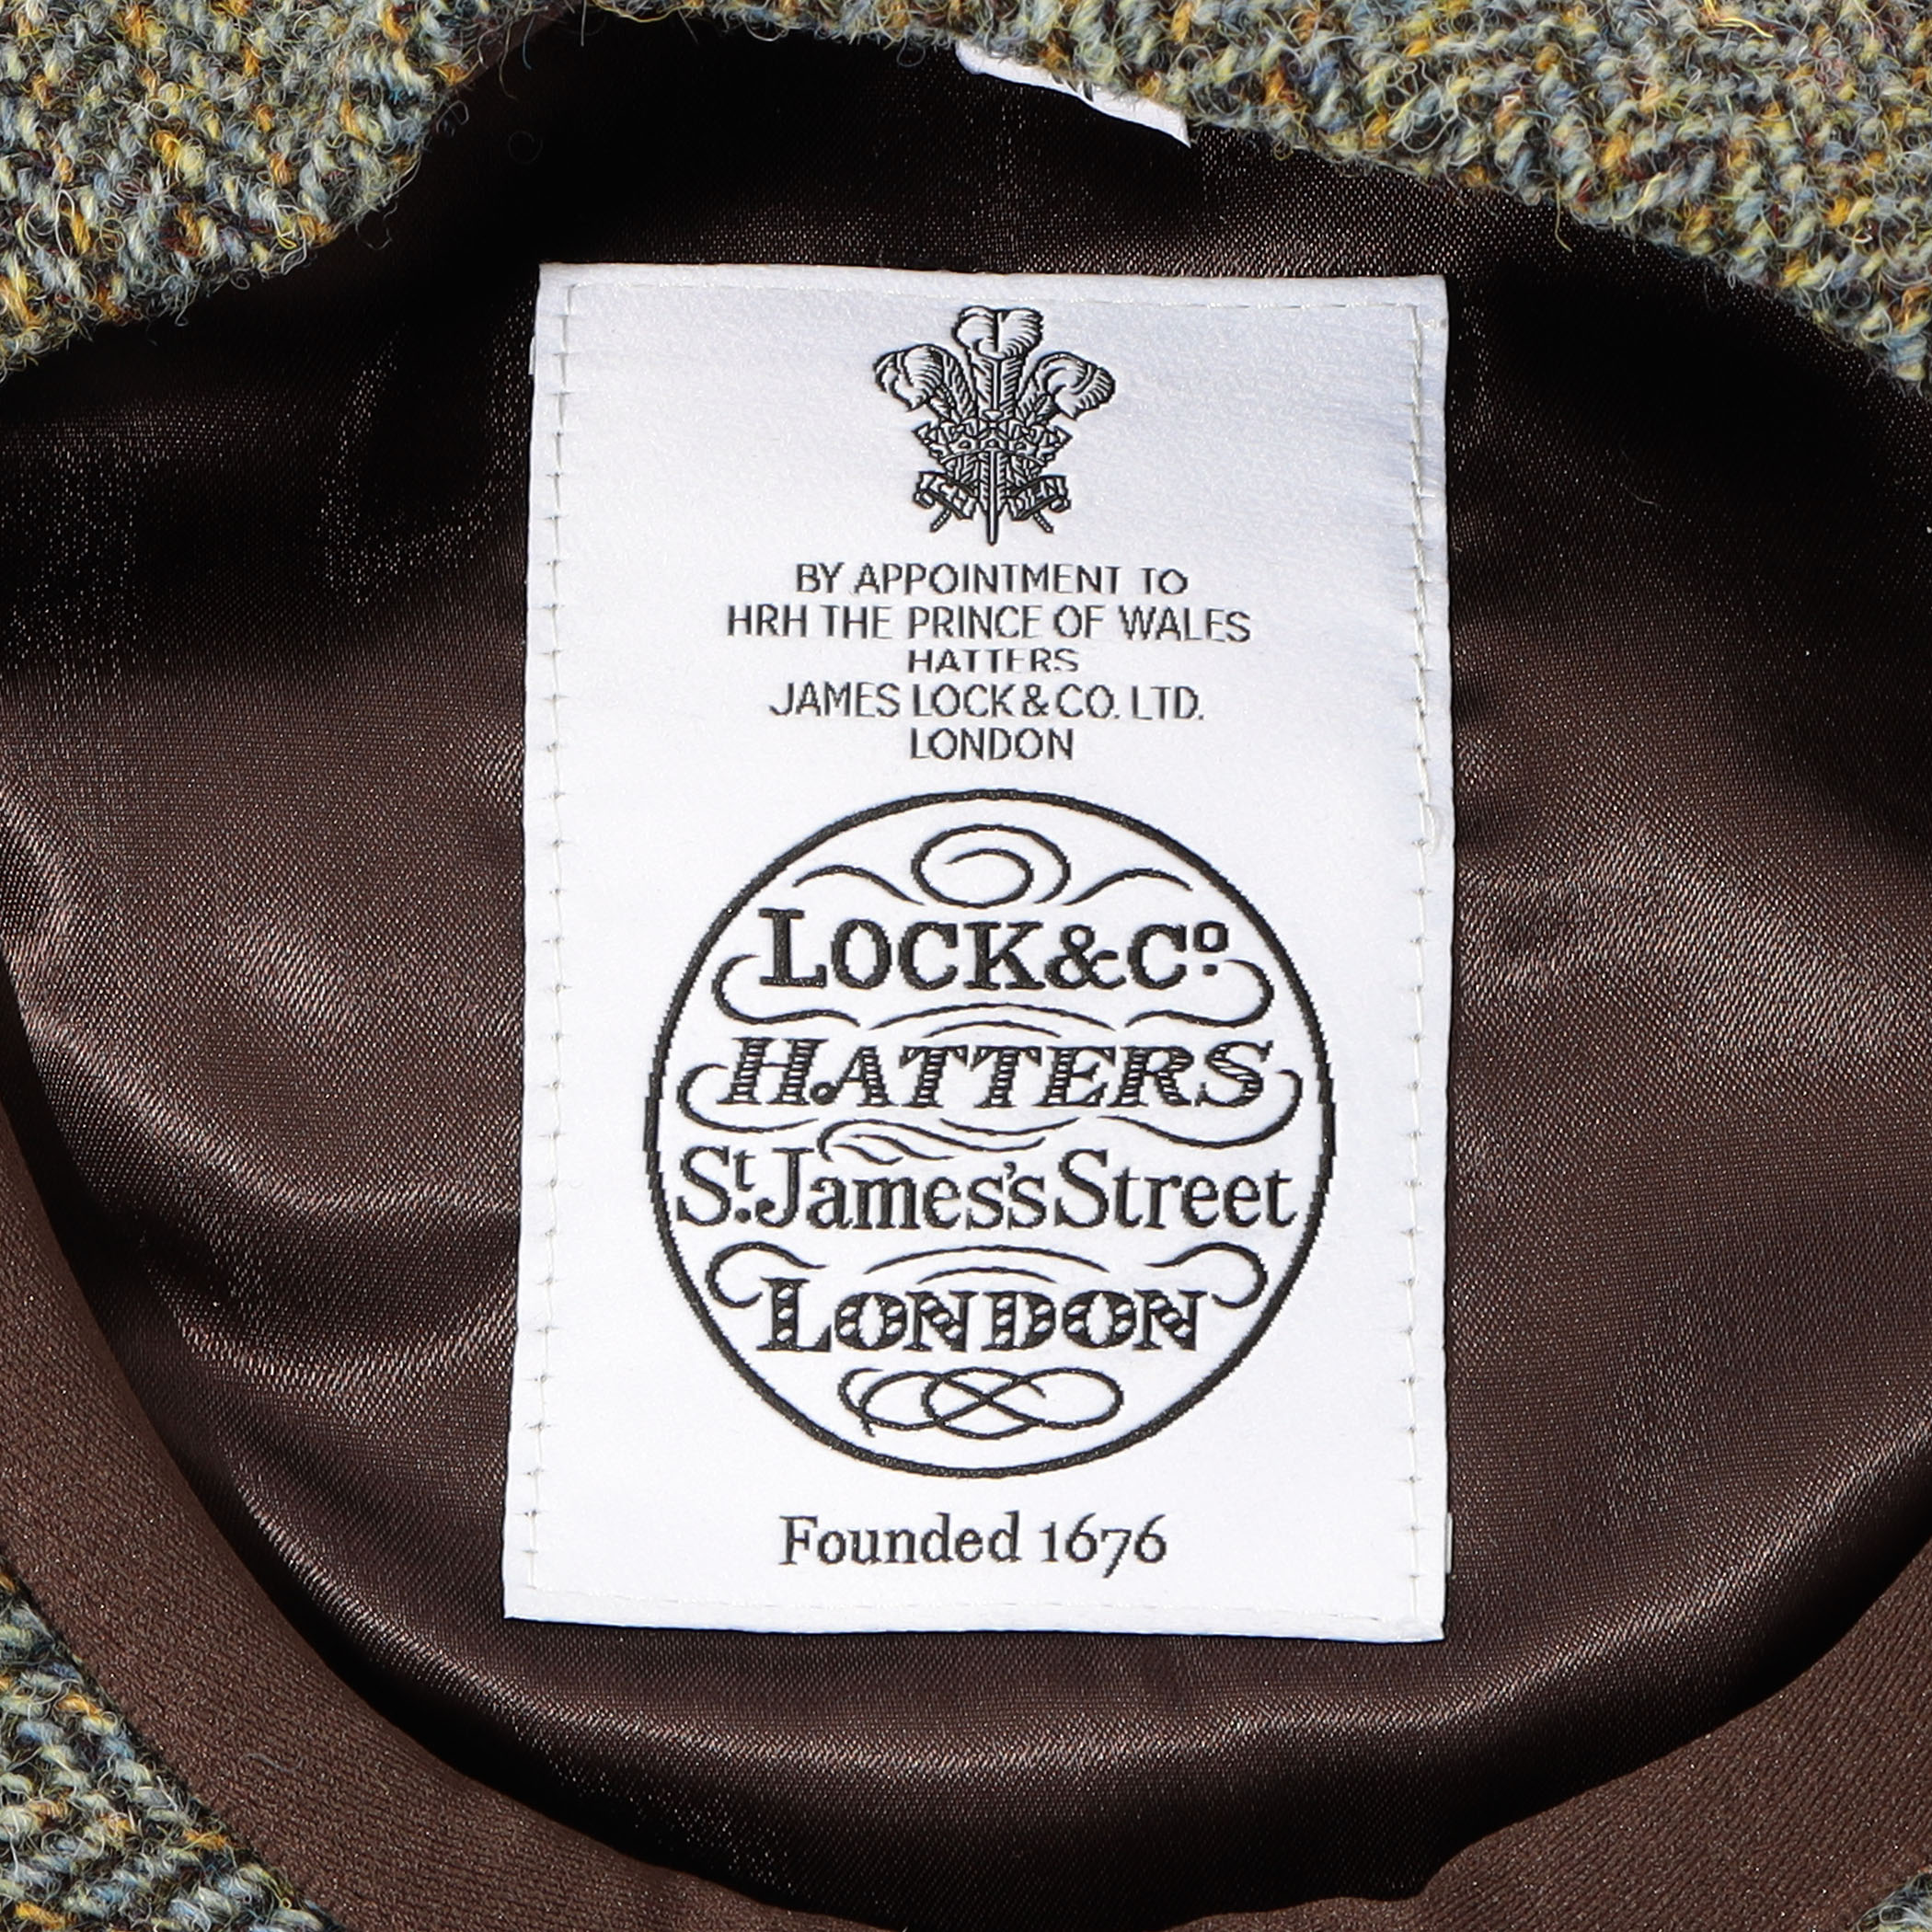 BY APPOINTMENT TO
HRH THE PRINCE OF WALES
HATTERS
JAMES LOCK & CO. LTD.
LONDON
LOCK & Cº
HATTERS
St. James's Street
LONDON
Founded 1676